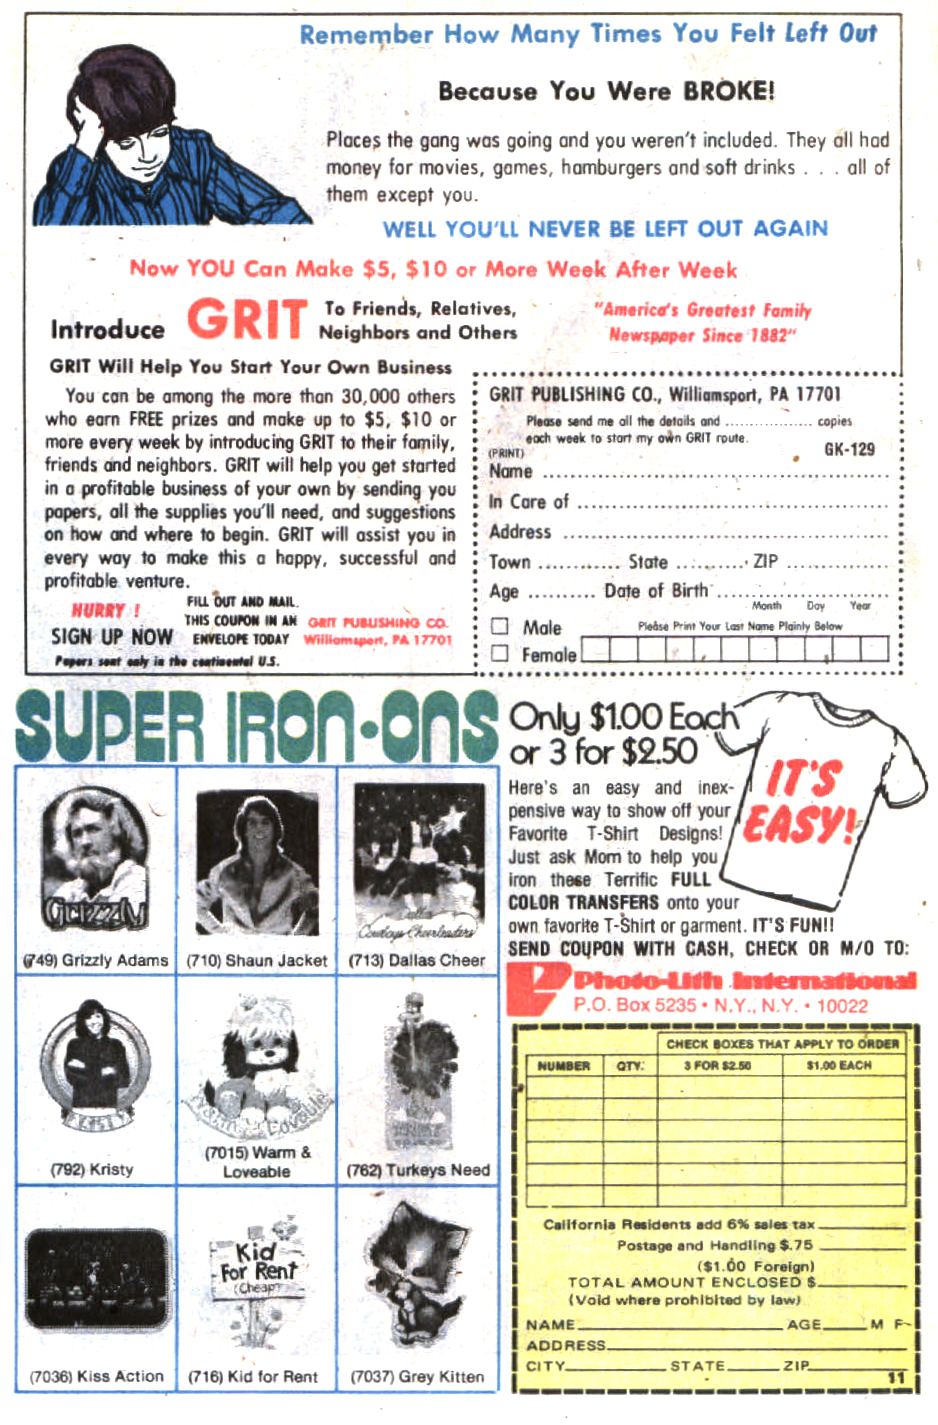 Remember How Many Times You Felt Left Out
Because You Were BROKE!
Places the gang was going and you weren't included. They all had
money for movies, games, hamburgers and soft drinks . . . all of
them except you.
WELL YOU'LL NEVER BE LEFT OUT AGAIN
Now YOU Can Make $5, $10 or More Week After Week
Introduce GRIT To Friends, Relatives,
Neighbors and Others
"America's Greatest Family
Newspaper Since 1882"
GRIT Will Help You Start Your Own Business
You can be among the more than 30,000 others
who earn FREE prizes and make up to $5, $10 or
more every week by introducing GRIT to their family,
friends and neighbors. GRIT will help you get started
in a profitable business of your own by sending you
papers, all the supplies you'll need, and suggestions
on how and where to begin. GRIT will assist you in
every way to make this a happy, successful and
profitable venture.
HURRY !
SIGN UP NOW
FILL OUT AND MAIL
THIS COUPON IN AN
ENVELOPE TODAY
GRIT PUBLISHING CO.
Williamsport, PA 17701
Papers sent only in the continental U.S.
GRIT PUBLISHING CO., Williamsport, PA 17701
Please send me all the details and .................. copies
each week to start my own GRIT route.
GK-129
(PRINT)
Name
In Care of
Address
Town ............ State .......... ZIP
Age .......... Date of Birth
Month Day Year
Male
Please Print Your Last Name Plainly Below
Female
SUPER IRON-ONS
Grizzly
(749) Grizzly Adams
(710) Shaun Jacket
Dallas
Cowboys Cheerleaders
(713) Dallas Cheer
KRISTY
(792) Kristy
Warm & Loveable
(7015) Warm &
Loveable
(762) Turkeys Need
(7036) Kiss Action
Kid
For Rent
(Cheap)
(716) Kid for Rent
(7037) Grey Kitten
Only $1.00 Each
or 3 for $2.50
IT'S
EASY!
Here's an easy and inex-
pensive way to show off your
Favorite T-Shirt Designs!
Just ask Mom to help you
iron these Terrific FULL
COLOR TRANSFERS onto your
own favorite T-Shirt or garment. IT'S FUN!!
SEND COUPON WITH CASH, CHECK OR M/O TO:
Photo-Lith International
P.O. Box 5235 • N.Y., N.Y. • 10022
CHECK BOXES THAT APPLY TO ORDER
NUMBER QTY. 3 FOR $2.50 $1.00 EACH
California Residents add 6% sales tax
Postage and Handling $.75
($1.00 Foreign)
TOTAL AMOUNT ENCLOSED $
(Void where prohibited by law)
NAME AGE M F
ADDRESS
CITY STATE ZIP
11